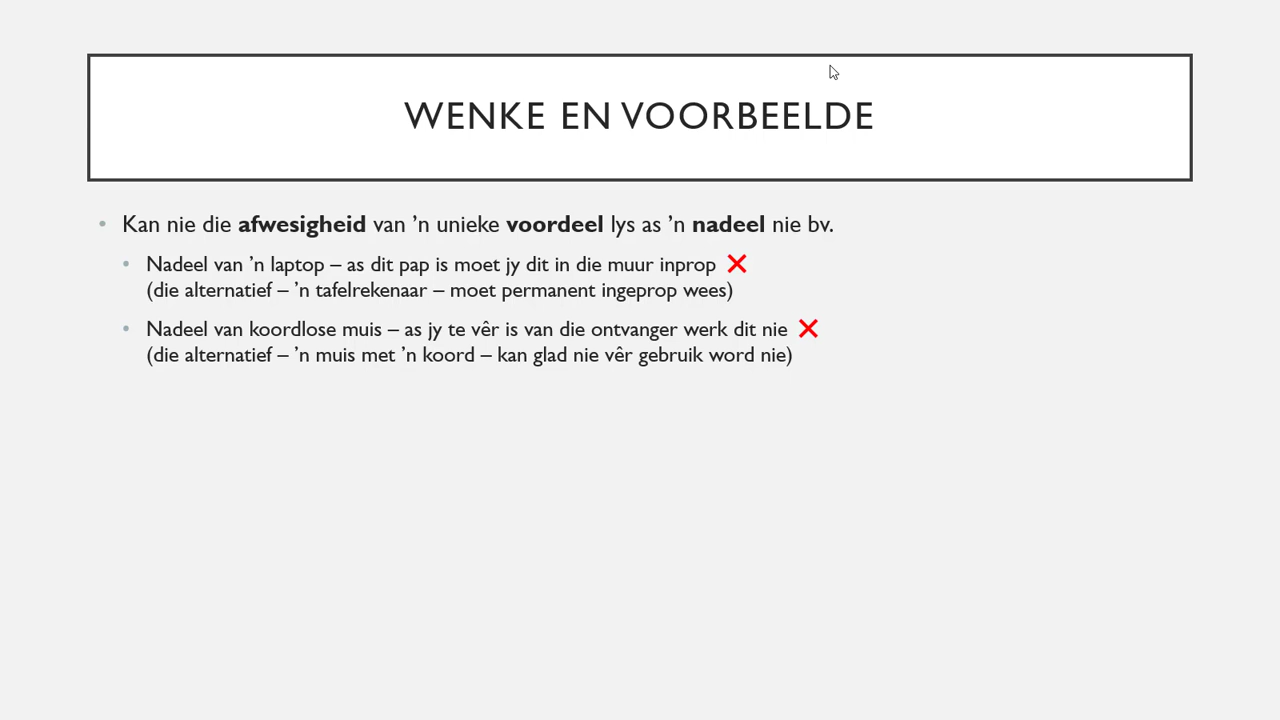 WENKE EN VOORBEELDE
• Kan nie die afwesigheid van ’n unieke voordeel lys as ’n nadeel nie bv.
• Nadeel van ’n laptop – as dit pap is moet jy dit in die muur inprop ❌
(die alternatief – ’n tafelrekenaar – moet permanent ingeprop wees)
• Nadeel van koordlose muis – as jy te vêr is van die ontvanger werk dit nie ❌
(die alternatief – ’n muis met ’n koord – kan glad nie vêr gebruik word nie)